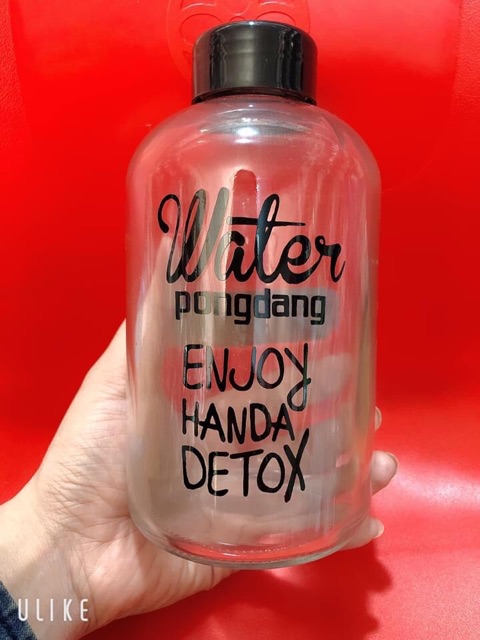 Water
pongdang
ENJOY
HANDA
DETOX
ULIKE